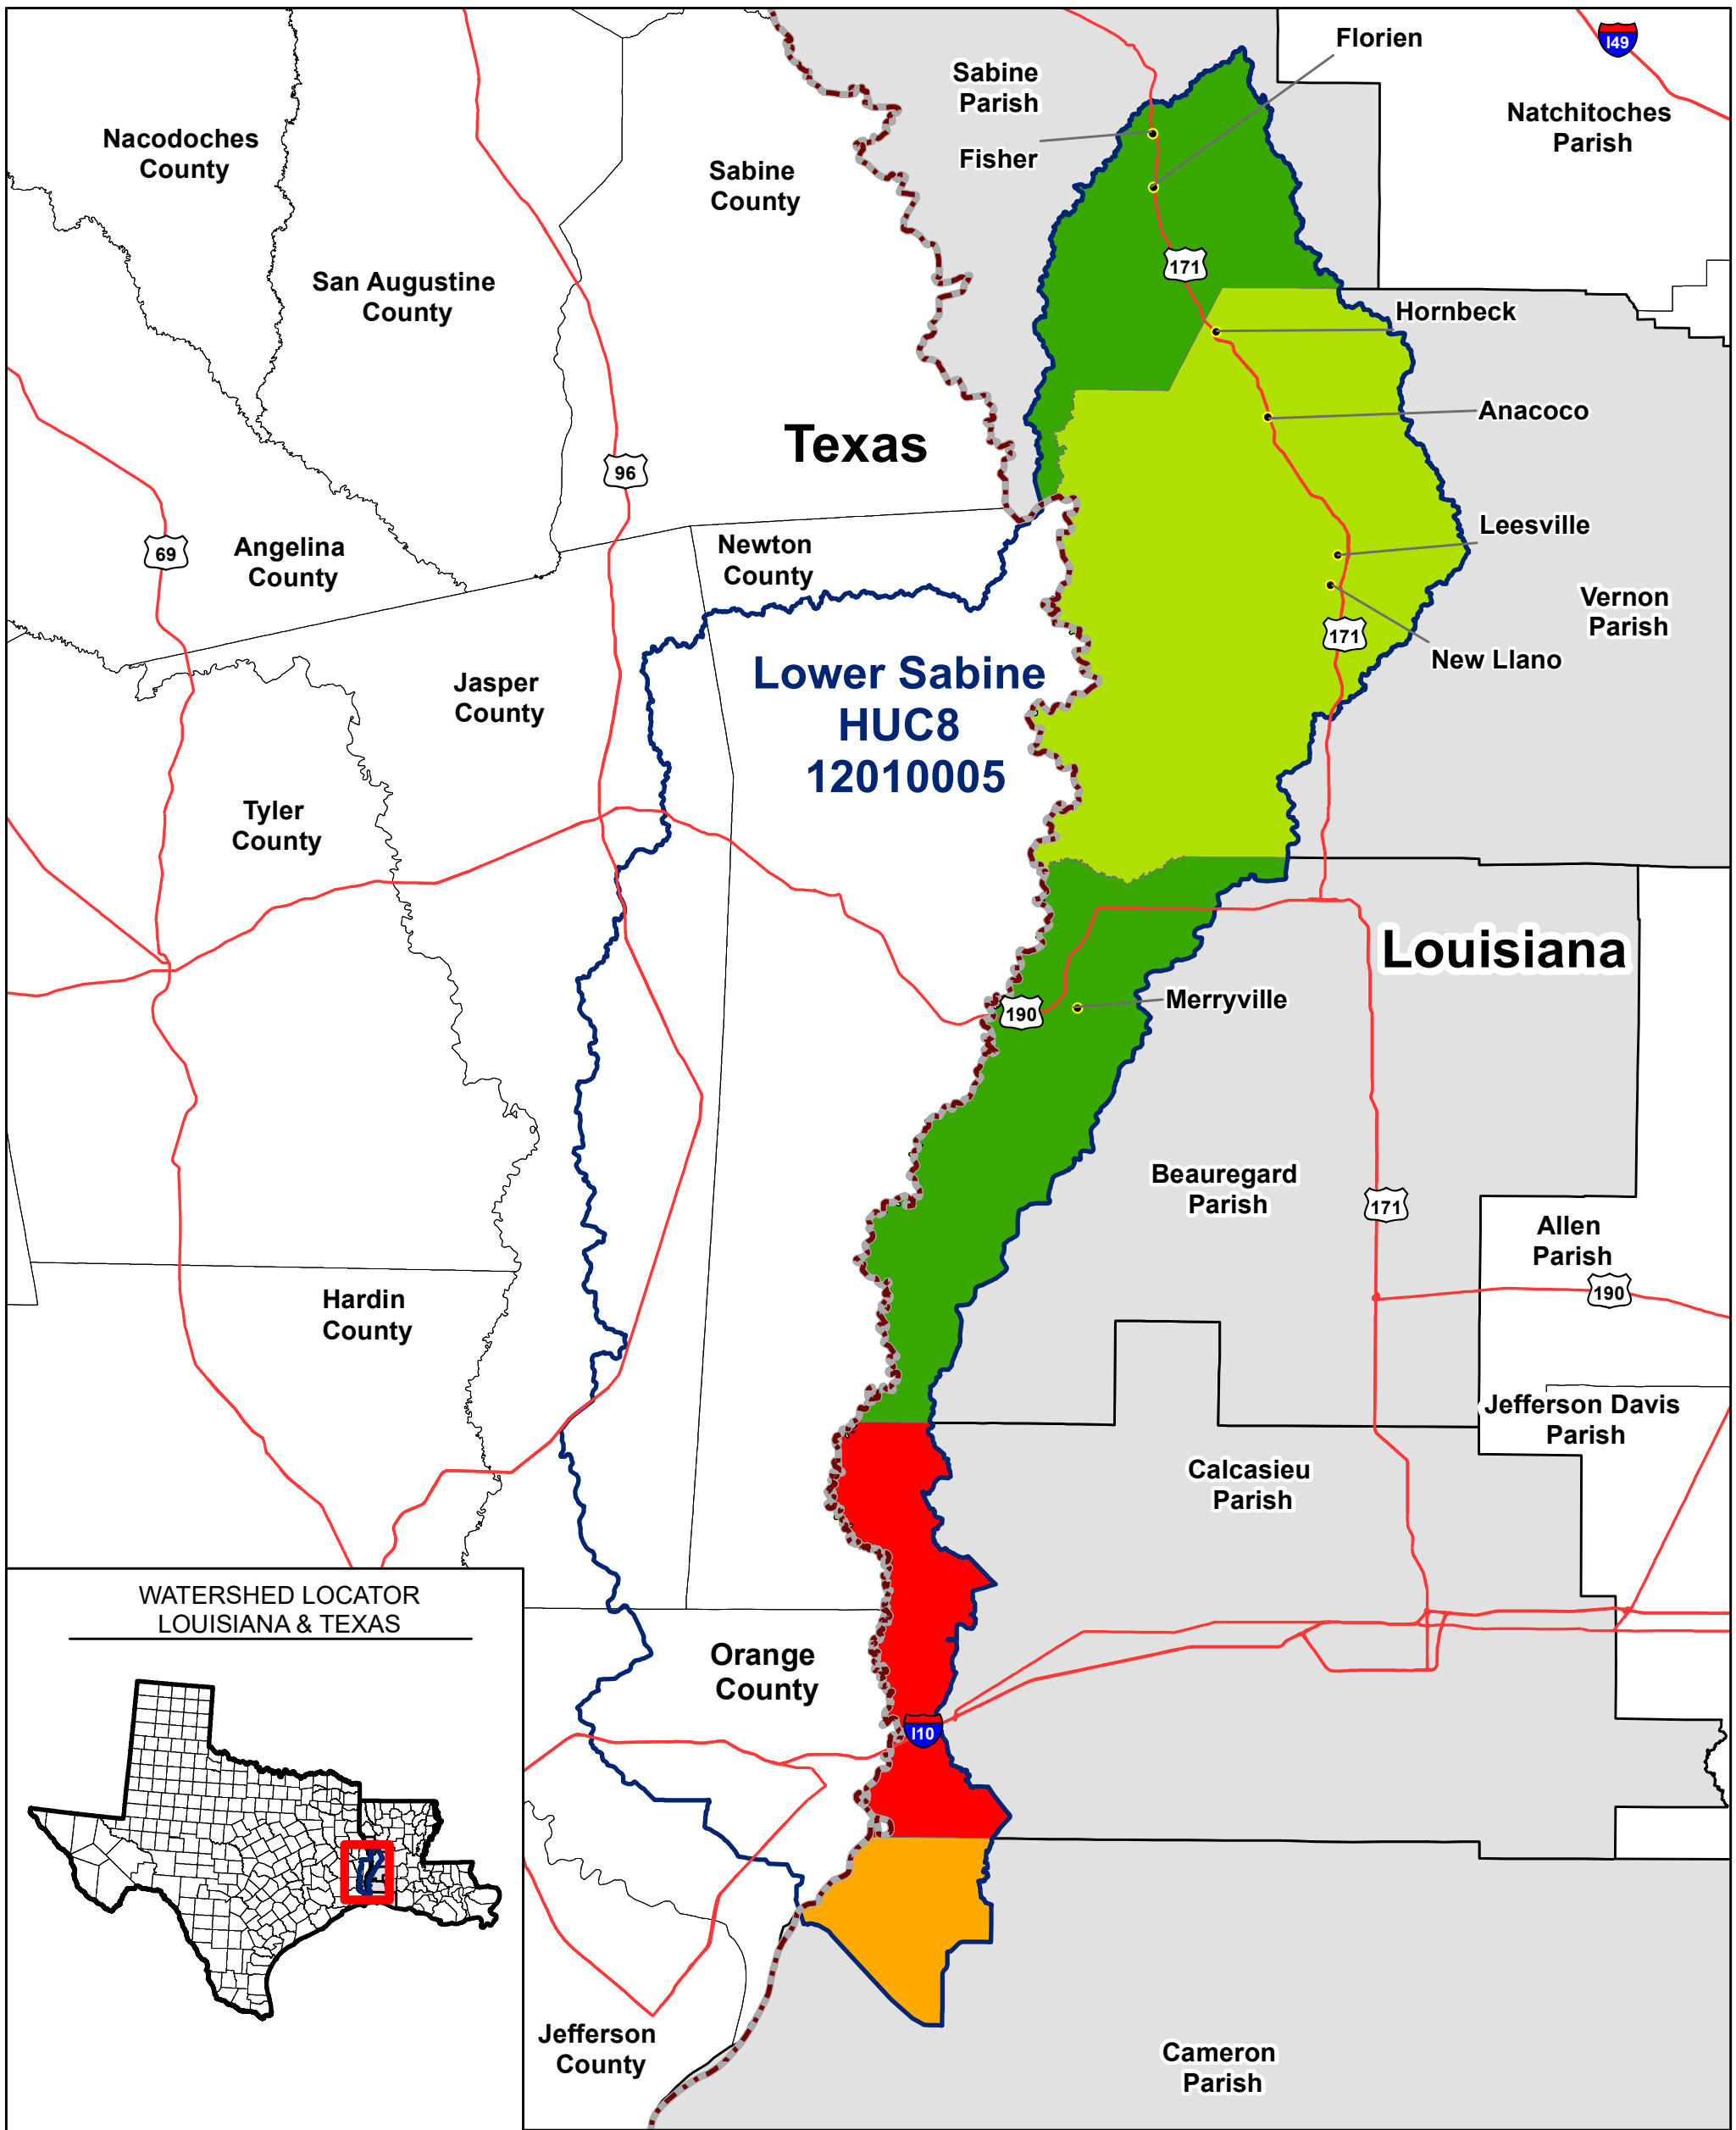 Florien
I49
Sabine
Parish
Natchitoches
Parish
Nacodoches
County
Fisher
Sabine
County
171
San Augustine
County
Hornbeck
Anacoco
Texas
96
Leesville
69
Angelina
County
Newton
County
Vernon
Parish
171
New Llano
Lower Sabine
HUC8
12010005
Jasper
County
Tyler
County
Louisiana
190
Merryville
Beauregard
Parish
171
Allen
Parish
190
Hardin
County
Jefferson Davis
Parish
Calcasieu
Parish
WATERSHED LOCATOR
LOUISIANA & TEXAS
Orange
County
I10
Jefferson
County
Cameron
Parish